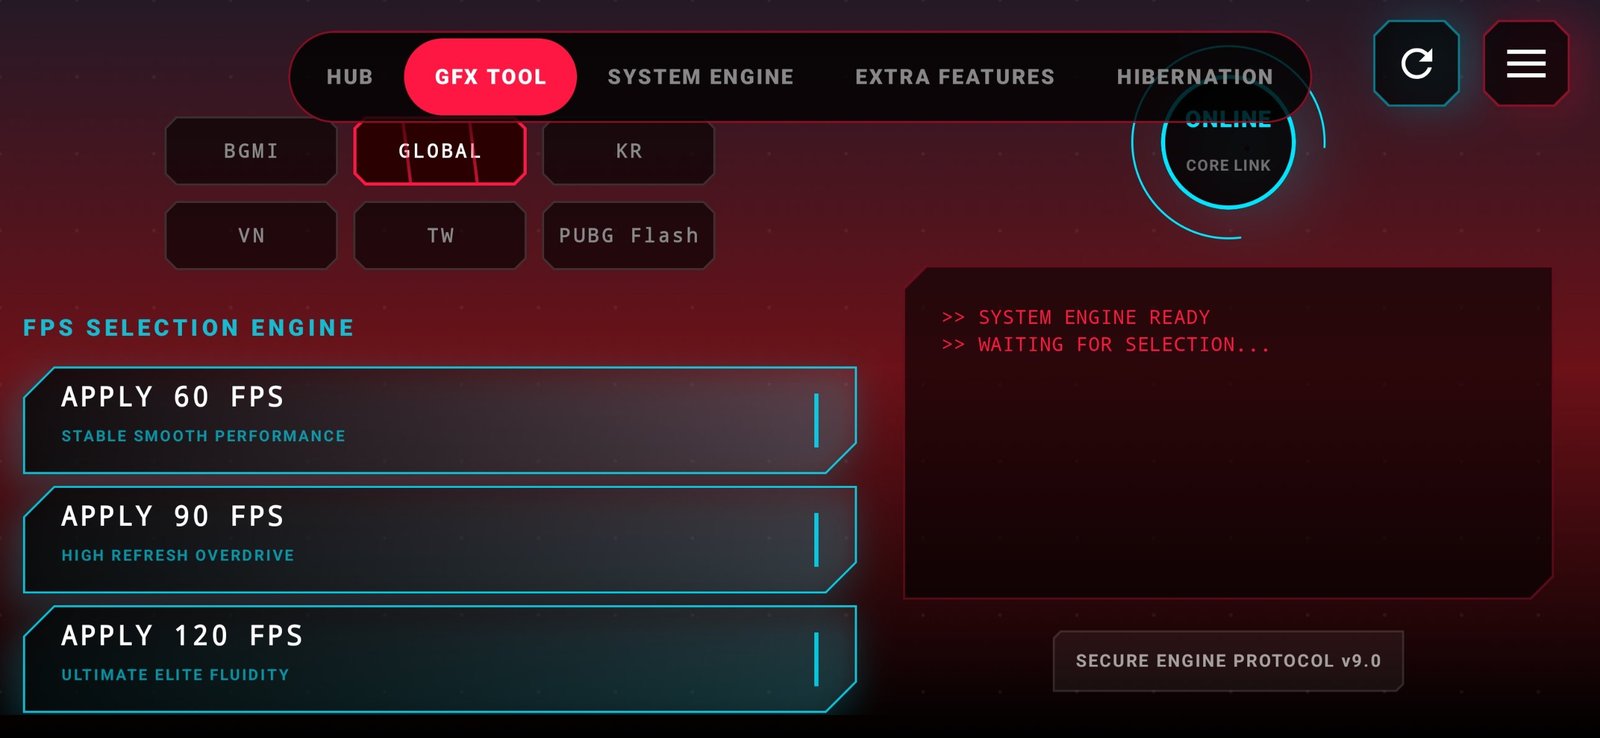 HUB GFX TOOL SYSTEM ENGINE EXTRA FEATURES HIBERNATION
BGMI GLOBAL KR
VN TW PUBG Flash
FPS SELECTION ENGINE
APPLY 60 FPS
STABLE SMOOTH PERFORMANCE
APPLY 90 FPS
HIGH REFRESH OVERDRIVE
APPLY 120 FPS
ULTIMATE ELITE FLUIDITY
ONLINE
CORE LINK
>> SYSTEM ENGINE READY
>> WAITING FOR SELECTION...
SECURE ENGINE PROTOCOL v9.0